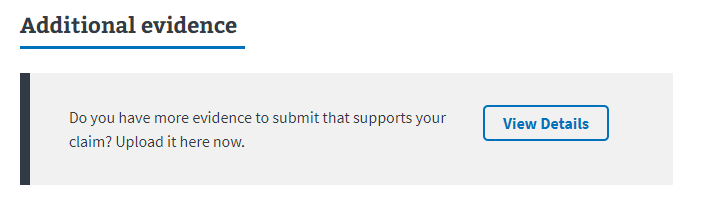 Additional evidence
Do you have more evidence to submit that supports your
claim? Upload it here now.
View Details